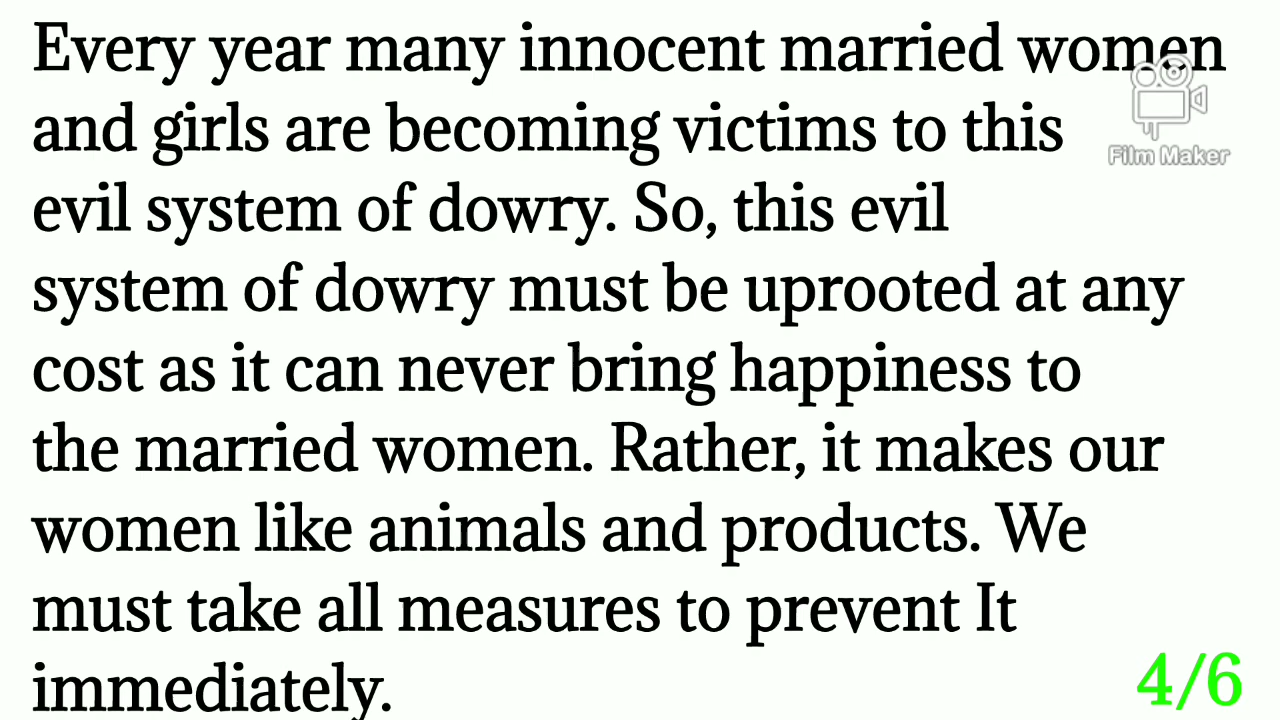 Every year many innocent married women
and girls are becoming victims to this
evil system of dowry. So, this evil
system of dowry must be uprooted at any
cost as it can never bring happiness to
the married women. Rather, it makes our
women like animals and products. We
must take all measures to prevent It
immediately.
Film Maker
4/6